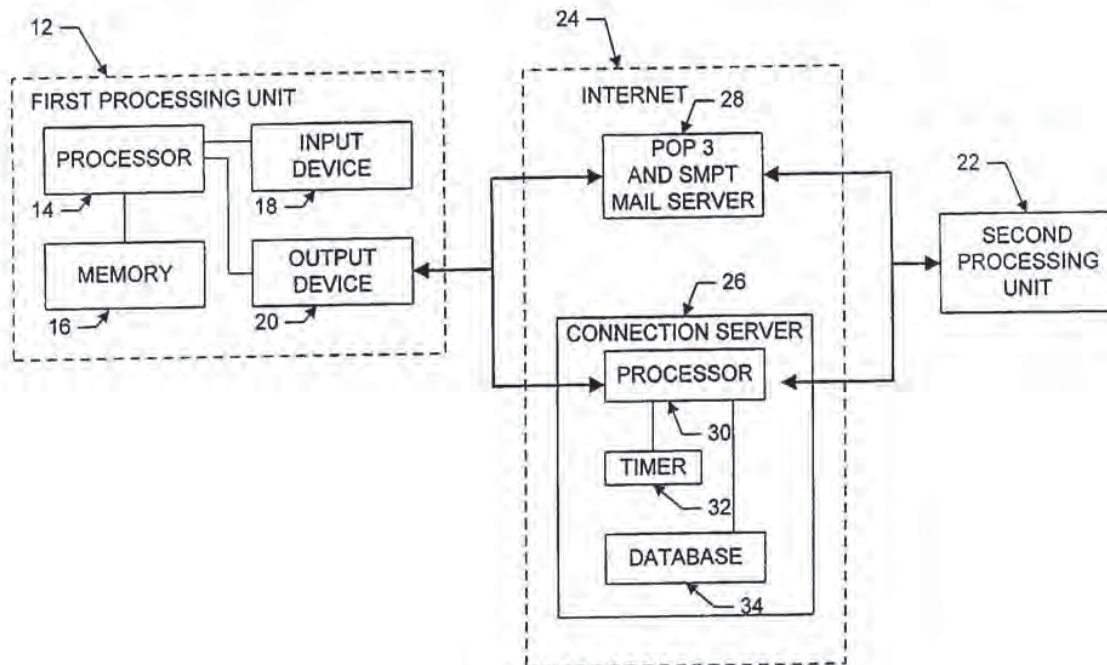 12
FIRST PROCESSING UNIT
PROCESSOR
14
INPUT
DEVICE
18
MEMORY
16
OUTPUT
DEVICE
20
24
INTERNET
28
POP 3
AND SMPT
MAIL SERVER
26
CONNECTION SERVER
PROCESSOR
30
TIMER
32
DATABASE
34
22
SECOND
PROCESSING
UNIT